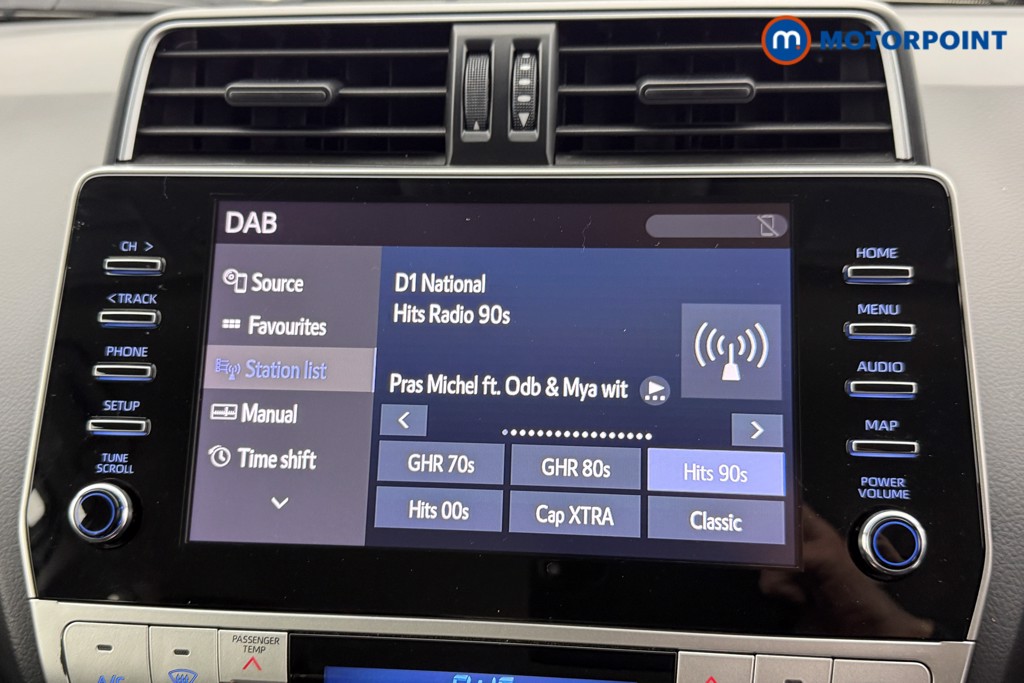 m MOTORPOINT
DAB
CH >
< TRACK
PHONE
SETUP
TUNE
SCROLL
Source
Favourites
Station list
Manual
Time shift
D1 National
Hits Radio 90s
Pras Michel ft. Odb & Mya wit
<
>
GHR 70s
GHR 80s
Hits 90s
Hits 00s
Cap XTRA
Classic
HOME
MENU
AUDIO
MAP
POWER
VOLUME
PASSENGER
TEMP